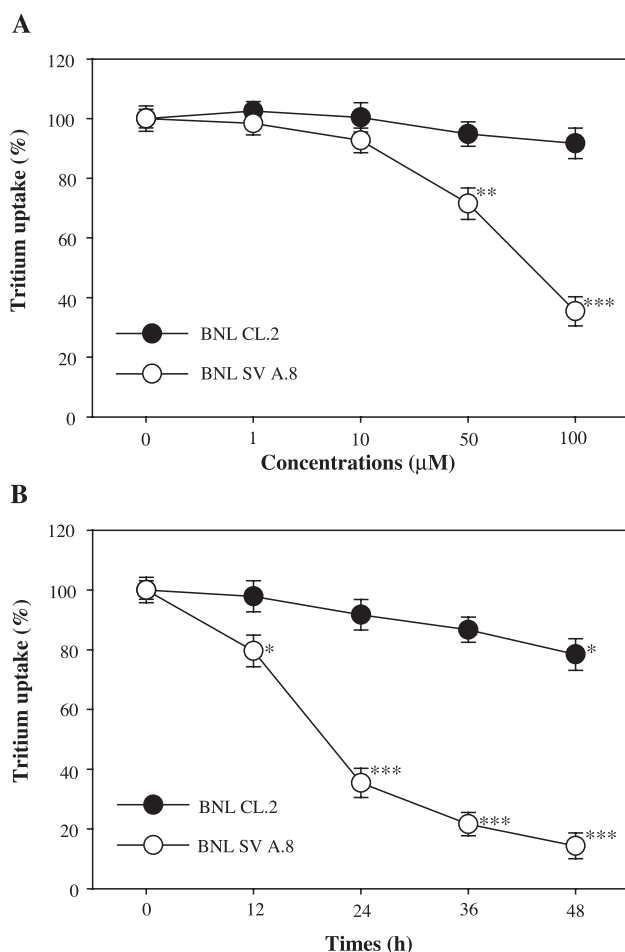 A
120
100
80
60
40
20
0
Tritium uptake (%)
**
***
BNL CL.2
BNL SV A.8
0 1 10 50 100
Concentrations (μM)
B
120
100
80
60
40
20
0
Tritium uptake (%)
*
*
***
***
***
BNL CL.2
BNL SV A.8
0 12 24 36 48
Times (h)